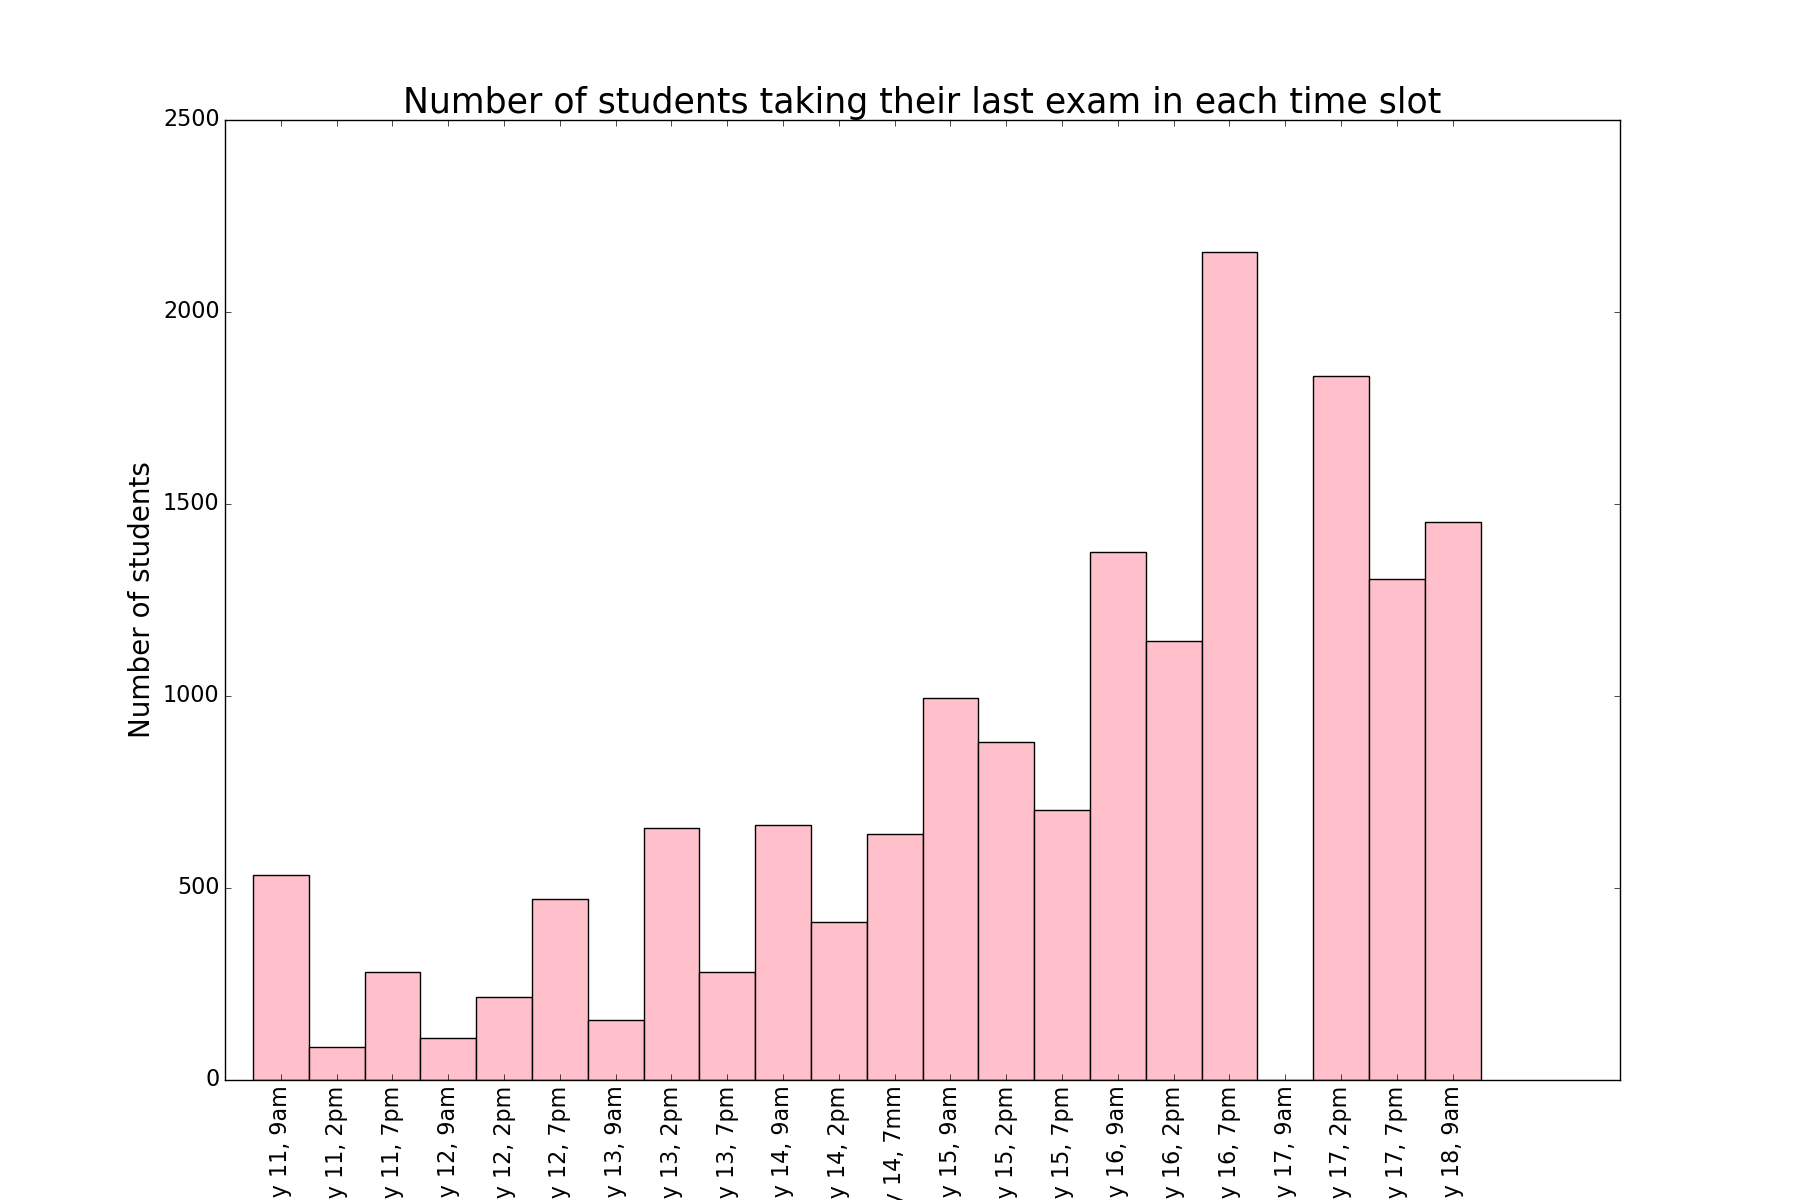 Number of students taking their last exam in each time slot
Number of students
2500
2000
1500
1000
500
0
y 11, 9am
y 11, 2pm
y 11, 7pm
y 12, 9am
y 12, 2pm
y 12, 7pm
y 13, 9am
y 13, 2pm
y 13, 7pm
y 14, 9am
y 14, 2pm
y 14, 7mm
y 15, 9am
y 15, 2pm
y 15, 7pm
y 16, 9am
y 16, 2pm
y 16, 7pm
y 17, 9am
y 17, 2pm
y 17, 7pm
y 18, 9am